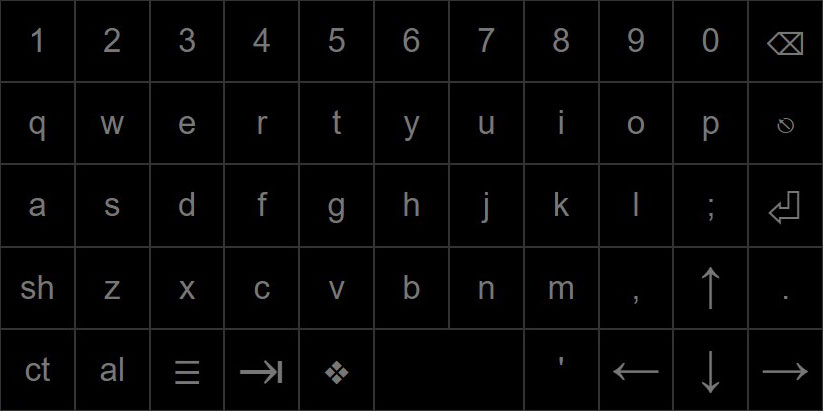 1 2 3 4 5 6 7 8 9 0 ⌫
q w e r t y u i o p ⎋
a s d f g h j k l ; ⏎
sh z x c v b n m , ↑ .
ct al ☰ ⇥ ❖ ' ← ↓ →